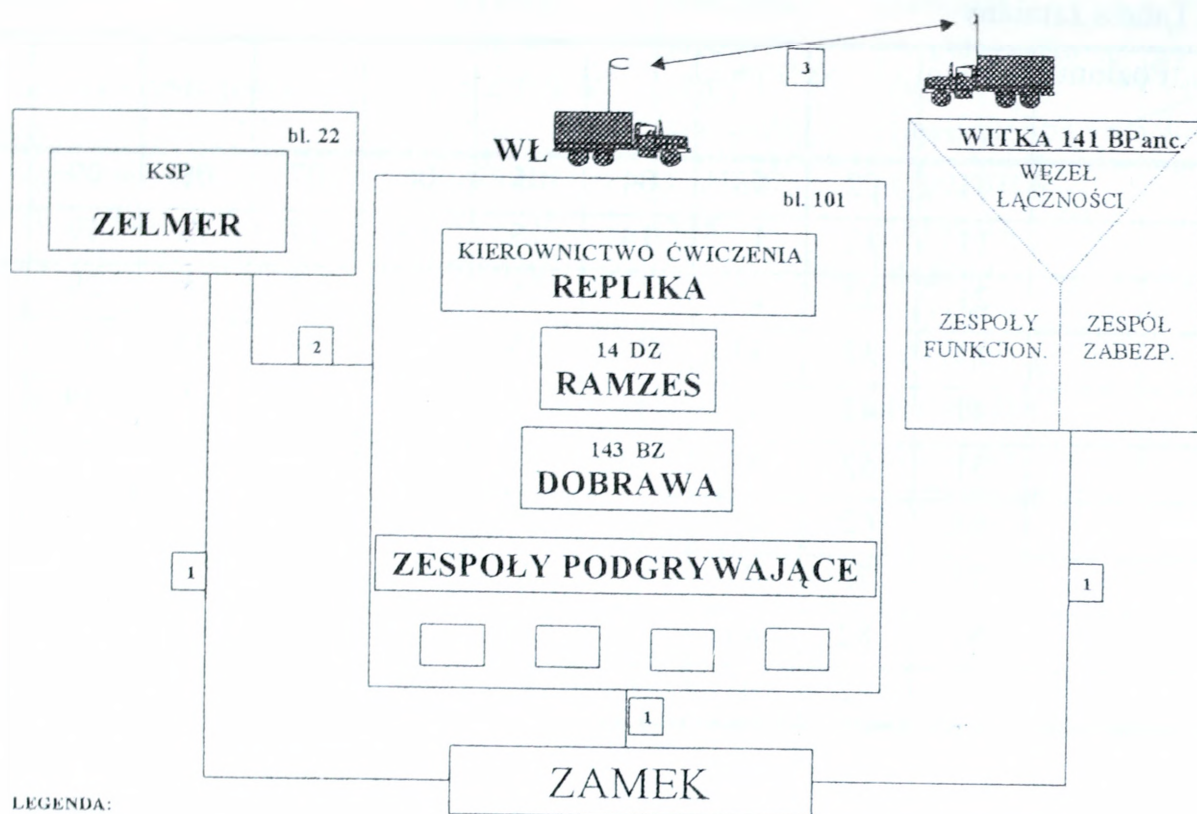 3
bl. 22
KSP
ZELMER
WŁ
bl. 101
WITKA 141 BPanc.
WĘZEŁ
ŁĄCZNOŚCI
KIEROWNICTWO ĆWICZENIA
REPLIKA
ZESPOŁY
FUNKCJON.
ZESPÓŁ
ZABEZP.
2
14 DZ
RAMZES
143 BZ
DOBRAWA
ZESPOŁY PODGRYWAJĄCE
1
1
1
ZAMEK
LEGENDA: